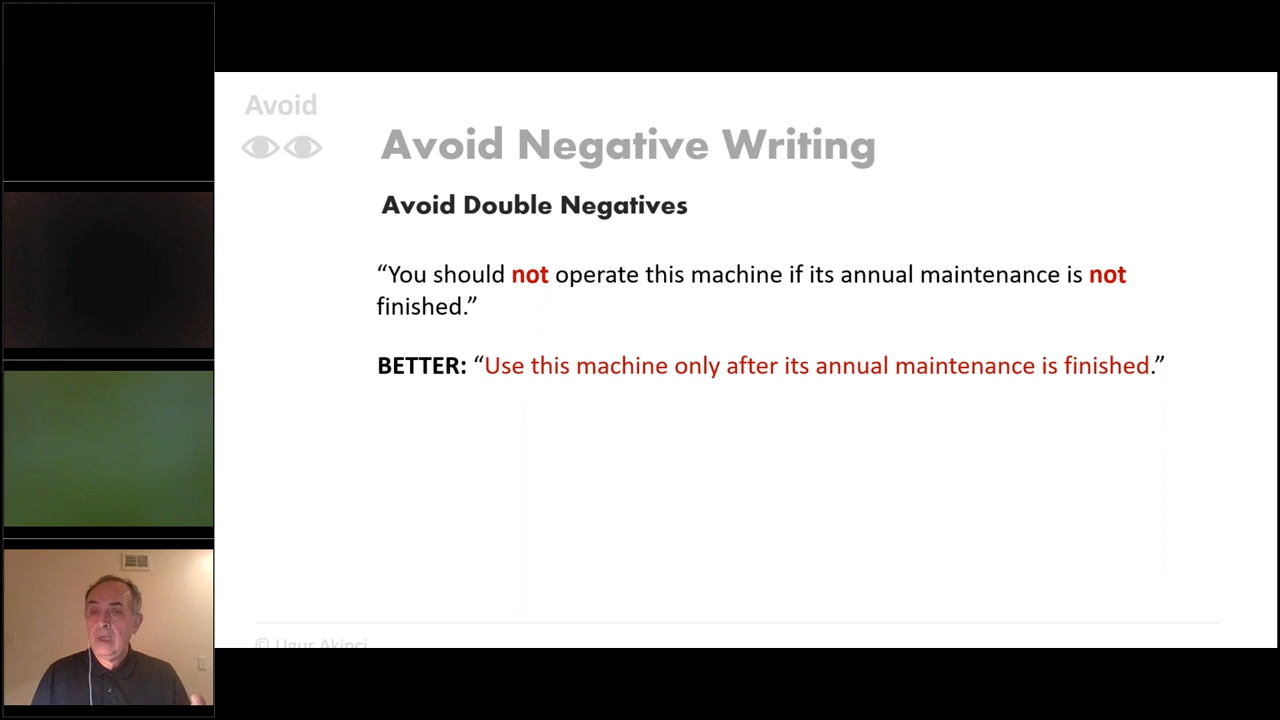 Avoid
Avoid Negative Writing
Avoid Double Negatives
“You should not operate this machine if its annual maintenance is not
finished.”
BETTER: “Use this machine only after its annual maintenance is finished.”
© Ugur Akinci